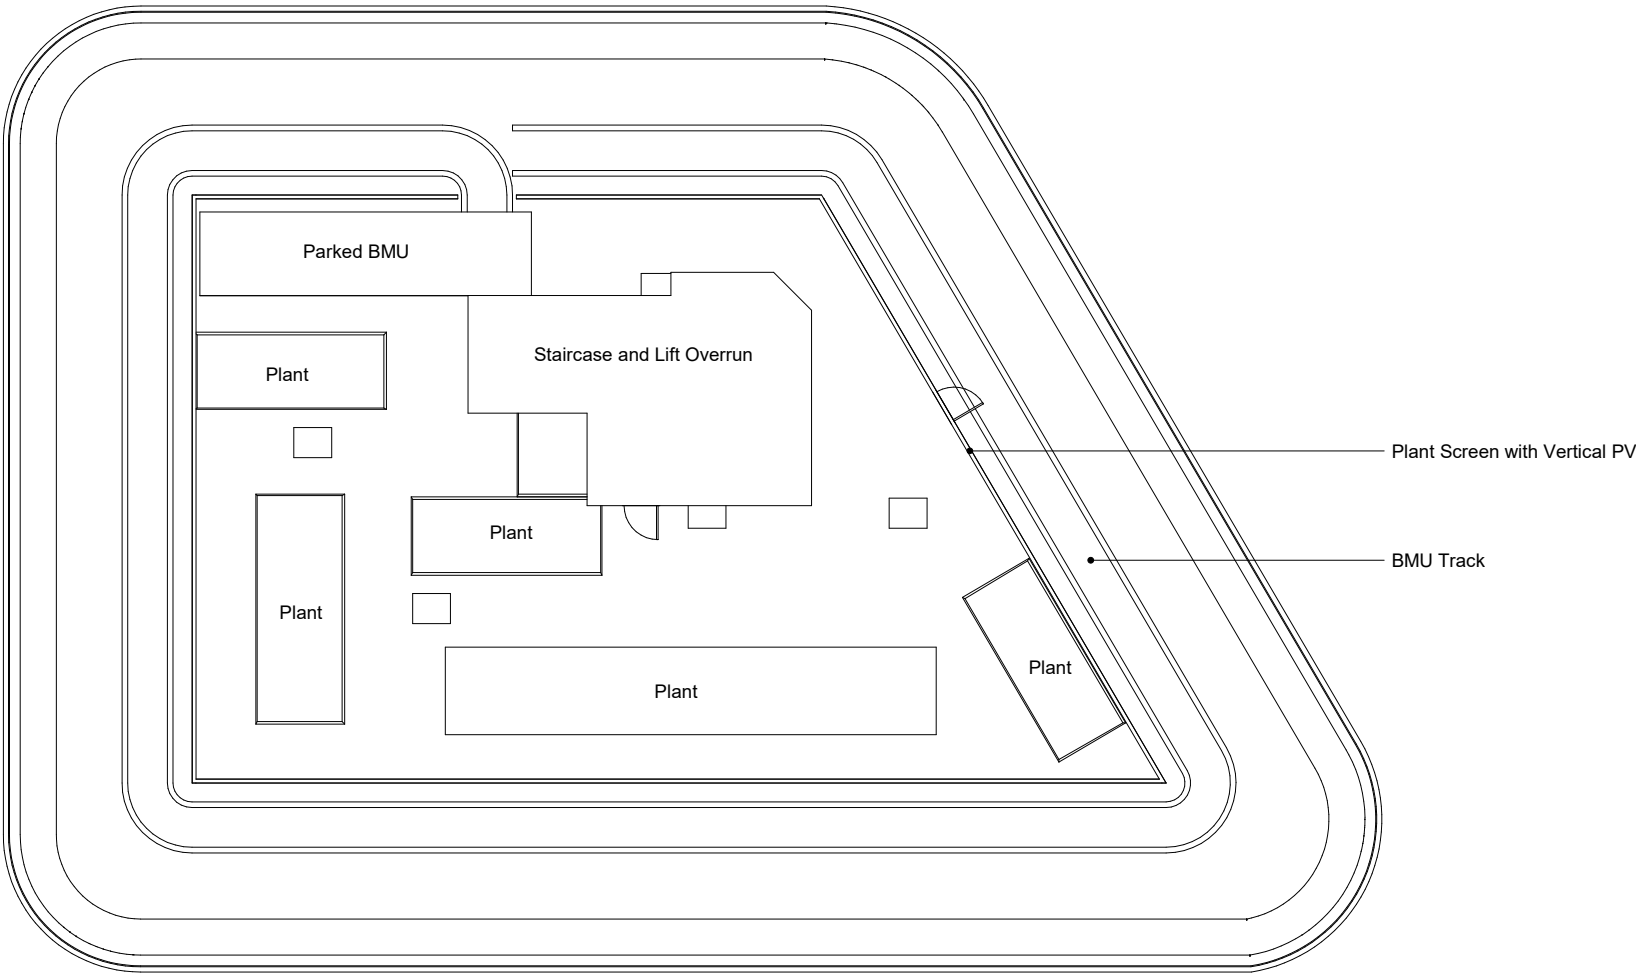 Parked BMU
Staircase and Lift Overrun
Plant
Plant Screen with Vertical PV
Plant
BMU Track
Plant
Plant
Plant